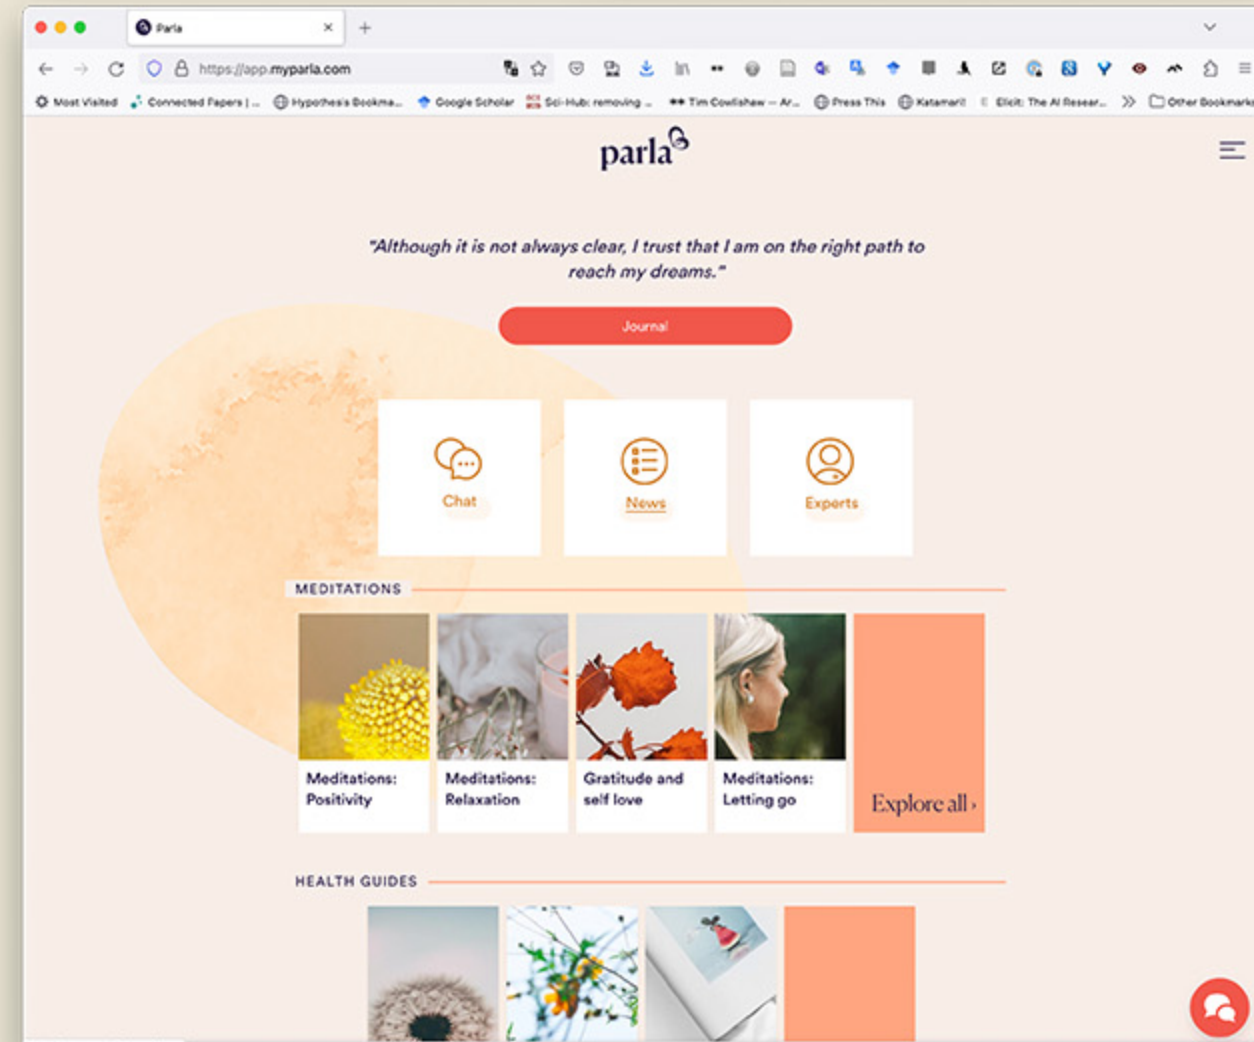 Parla
https://app.myparla.com
Most Visited Connected Papers | ... Hypothesis Bookma... Google Scholar Sci-Hub: removing ... Tim Cowlishaw — Ar... Press This Katamari! Elicit: The AI Resear... Other Bookmarks
parla
"Although it is not always clear, I trust that I am on the right path to
reach my dreams."
Journal
Chat News Experts
MEDITATIONS
Meditations: Meditations: Gratitude and Meditations:
Positivity Relaxation self love Letting go
Explore all ›
HEALTH GUIDES